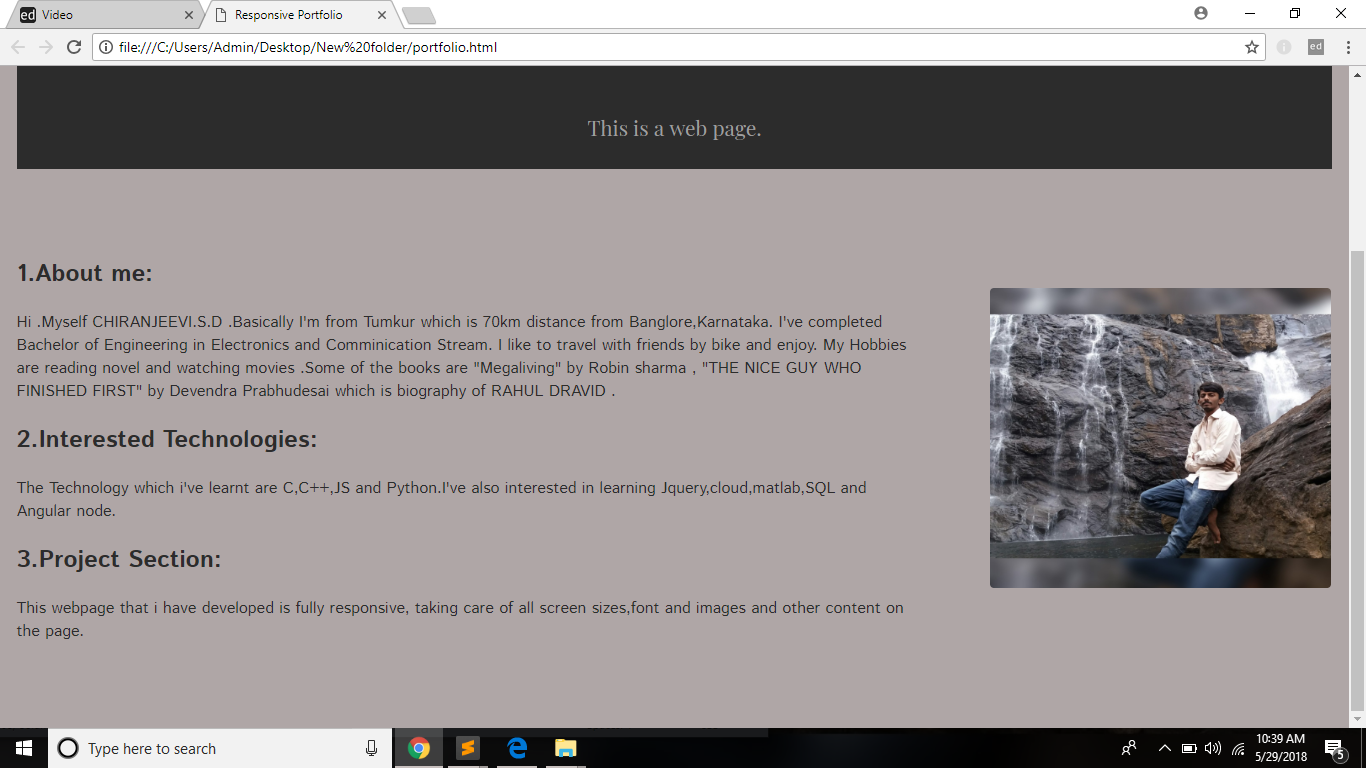 ed Video
Responsive Portfolio
file:///C:/Users/Admin/Desktop/New%20folder/portfolio.html
ed
This is a web page.
1.About me:
Hi .Myself CHIRANJEEVI.S.D .Basically I'm from Tumkur which is 70km distance from Banglore,Karnataka. I've completed
Bachelor of Engineering in Electronics and Comminication Stream. I like to travel with friends by bike and enjoy. My Hobbies
are reading novel and watching movies .Some of the books are "Megaliving" by Robin sharma , "THE NICE GUY WHO
FINISHED FIRST" by Devendra Prabhudesai which is biography of RAHUL DRAVID .
2.Interested Technologies:
The Technology which i've learnt are C,C++,JS and Python.I've also interested in learning Jquery,cloud,matlab,SQL and
Angular node.
3.Project Section:
This webpage that i have developed is fully responsive, taking care of all screen sizes,font and images and other content on
the page.
Type here to search
10:39 AM
5/29/2018
5